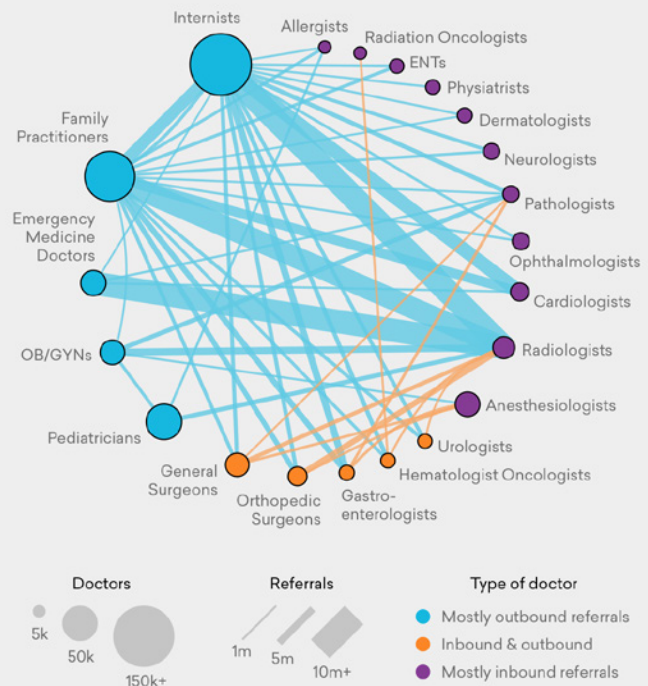 Internists
Allergists
Radiation Oncologists
ENTs
Physiatrists
Dermatologists
Neurologists
Pathologists
Ophthalmologists
Cardiologists
Radiologists
Anesthesiologists
Urologists
Hematologist Oncologists
Gastro-
enterologists
Orthopedic
Surgeons
General
Surgeons
Pediatricians
OB/GYNs
Emergency
Medicine
Doctors
Family
Practitioners
Doctors
5k
50k
150k+
Referrals
1m
5m
10m+
Type of doctor
Mostly outbound referrals
Inbound & outbound
Mostly inbound referrals